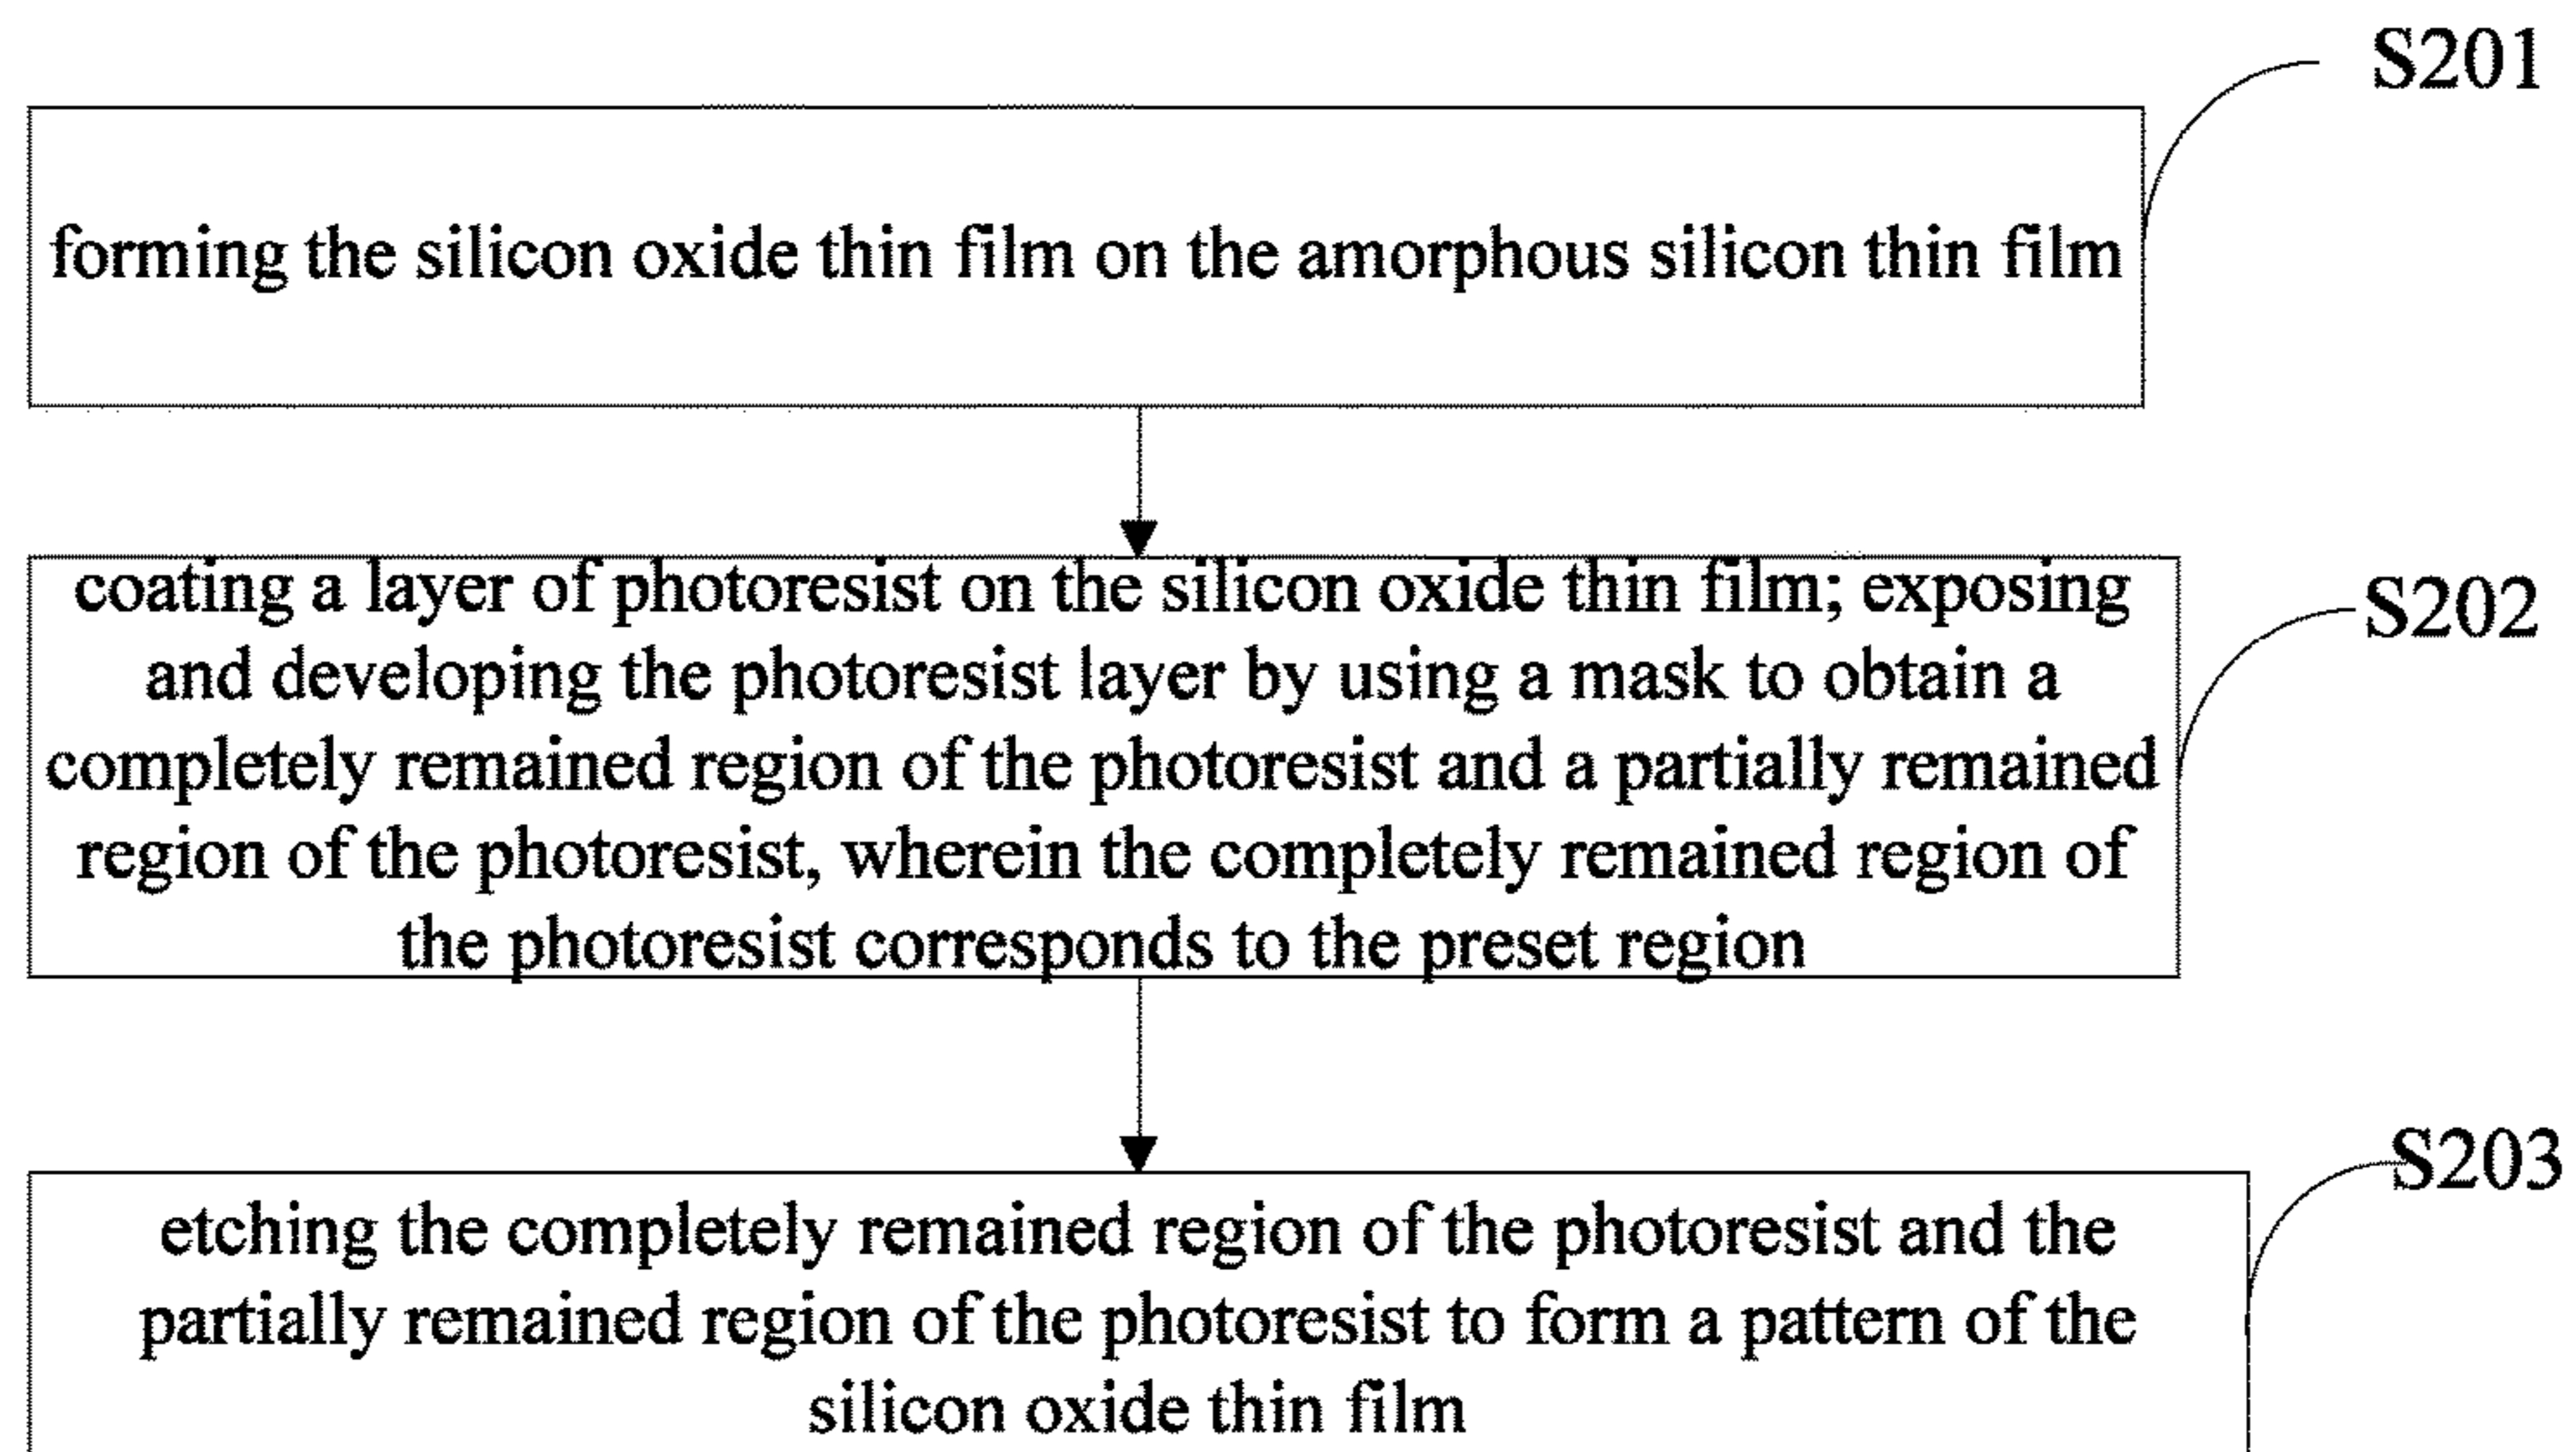 S201
forming the silicon oxide thin film on the amorphous silicon thin film
coating a layer of photoresist on the silicon oxide thin film; exposing
and developing the photoresist layer by using a mask to obtain a
completely remained region of the photoresist and a partially remained
region of the photoresist, wherein the completely remained region of
the photoresist corresponds to the preset region
S202
etching the completely remained region of the photoresist and the
partially remained region of the photoresist to form a pattern of the
silicon oxide thin film
S203